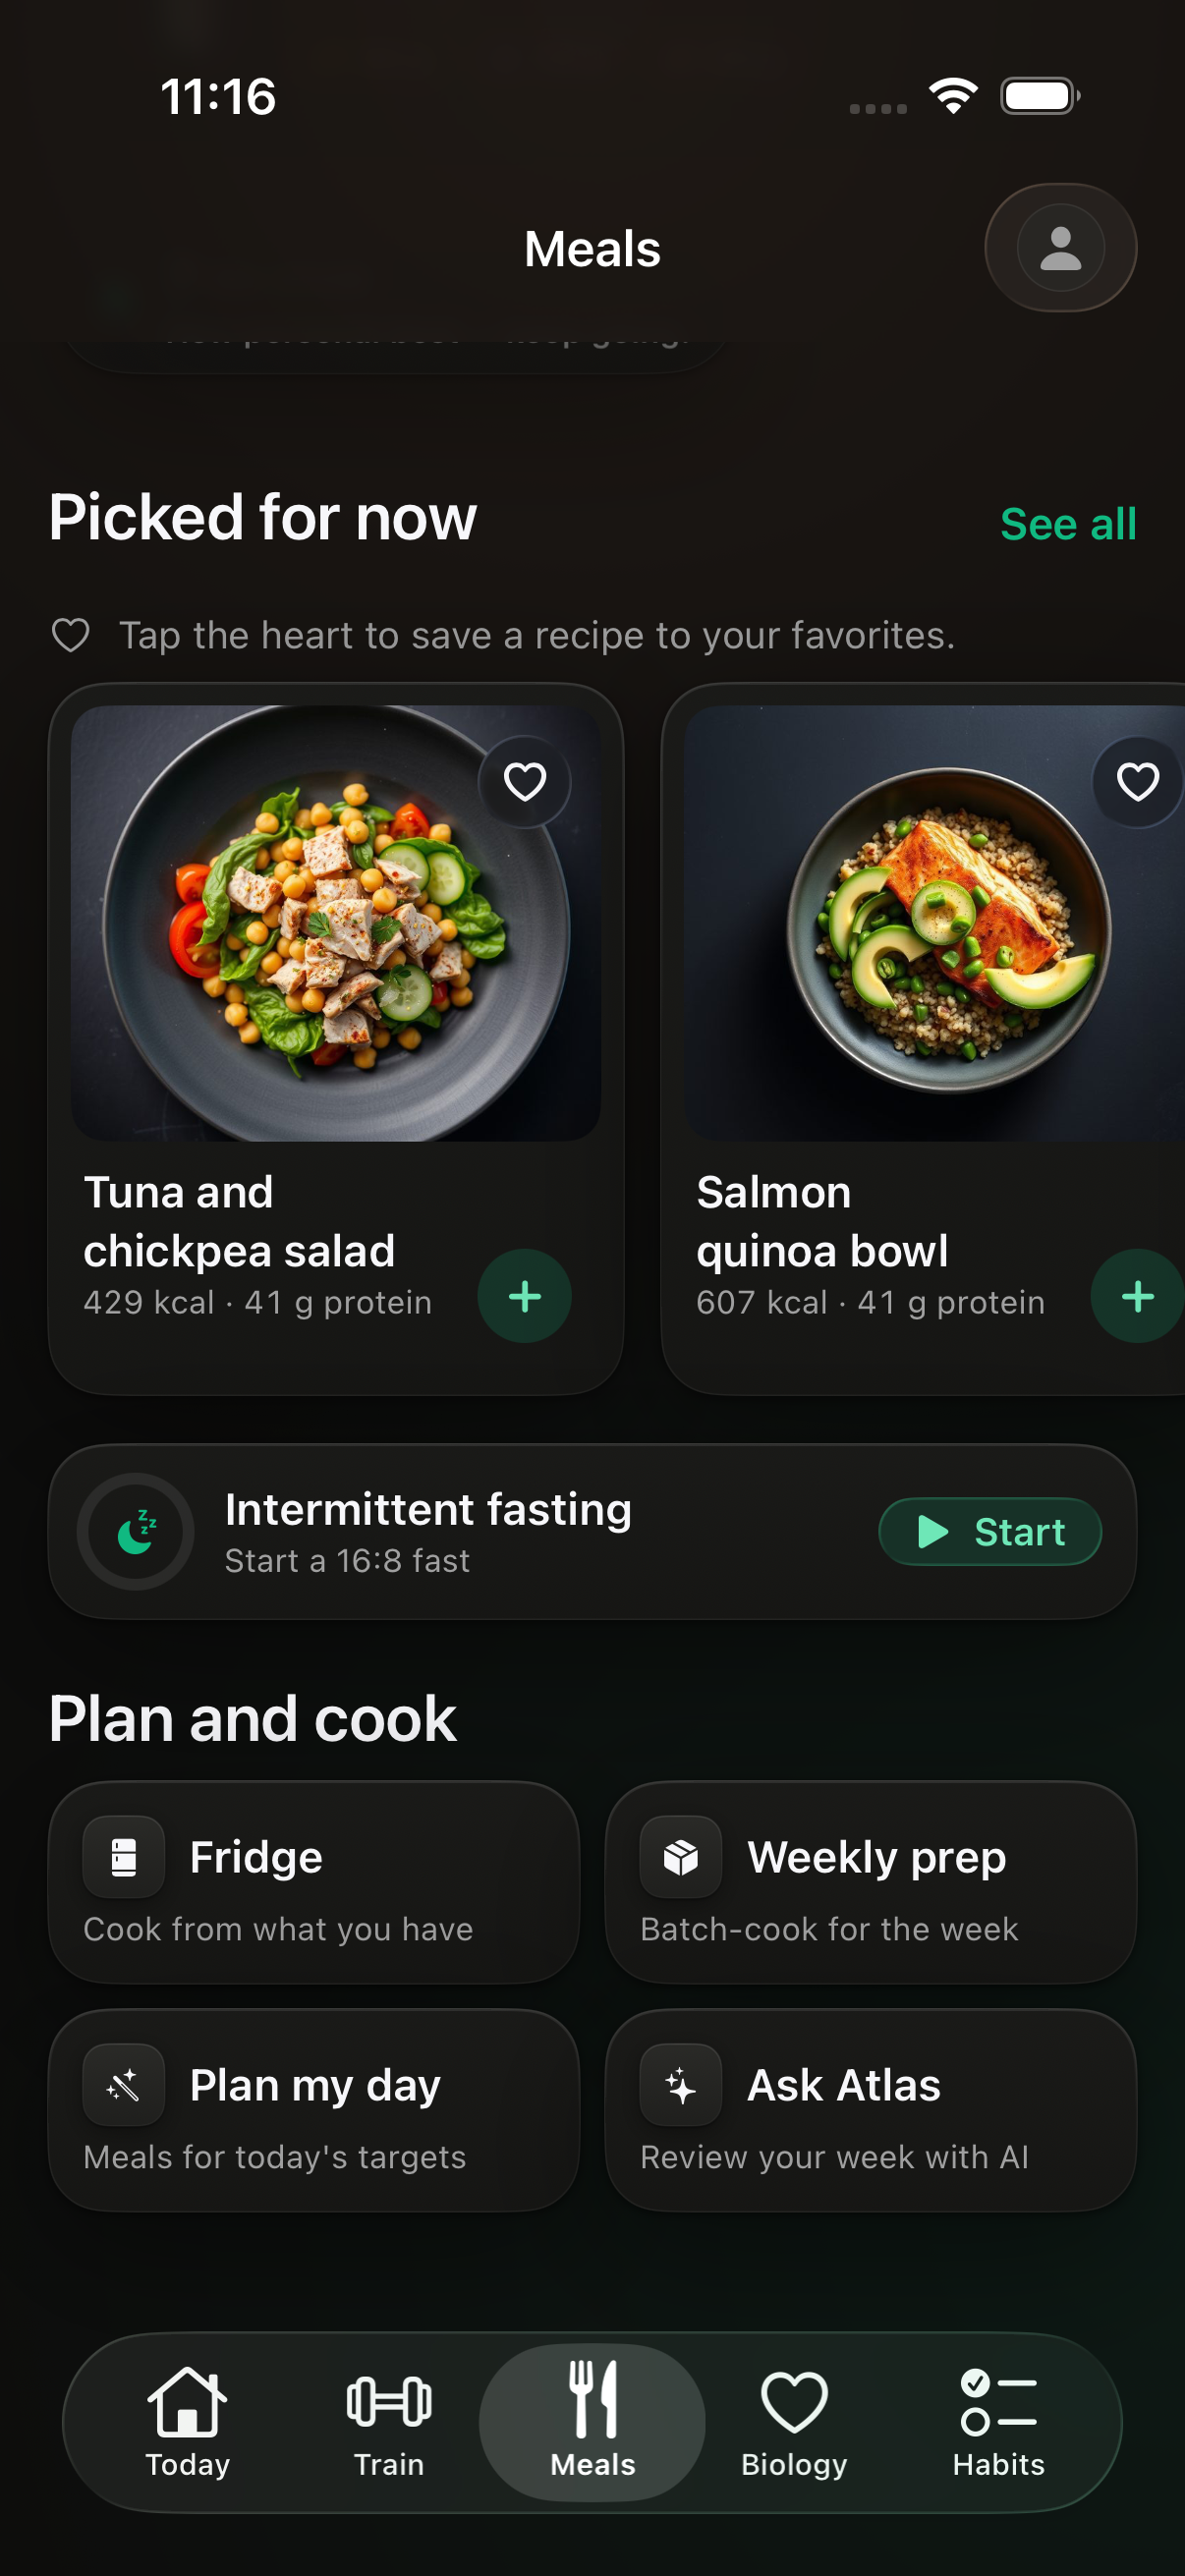 11:16
Meals
Picked for now
See all
Tap the heart to save a recipe to your favorites.
Tuna and
chickpea salad
429 kcal · 41 g protein
Salmon
quinoa bowl
607 kcal · 41 g protein
Intermittent fasting
Start a 16:8 fast
Start
Plan and cook
Fridge
Cook from what you have
Weekly prep
Batch-cook for the week
Plan my day
Meals for today's targets
Ask Atlas
Review your week with AI
Today
Train
Meals
Biology
Habits